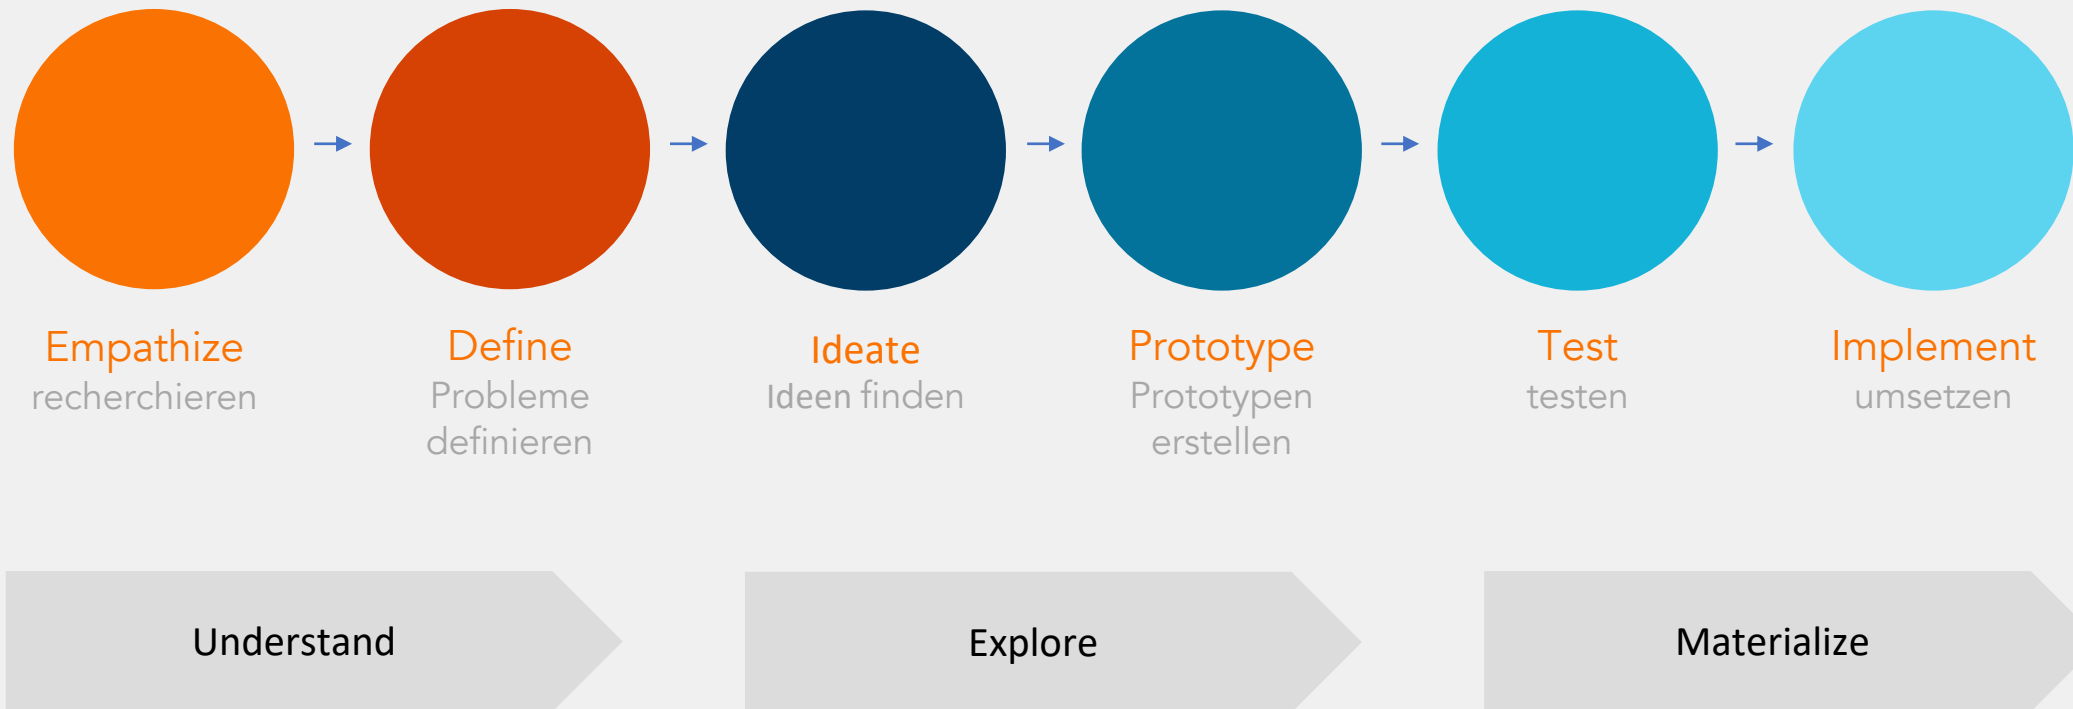 Empathize
recherchieren
Define
Probleme
definieren
Ideate
Ideen finden
Prototype
Prototypen
erstellen
Test
testen
Implement
umsetzen
Understand
Explore
Materialize